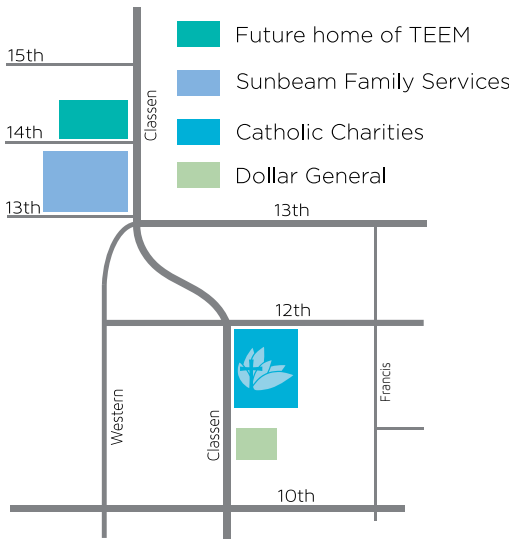 15th
Future home of TEEM
Classen
Sunbeam Family Services
14th
Catholic Charities
Dollar General
13th
13th
12th
Western
Classen
Francis
10th